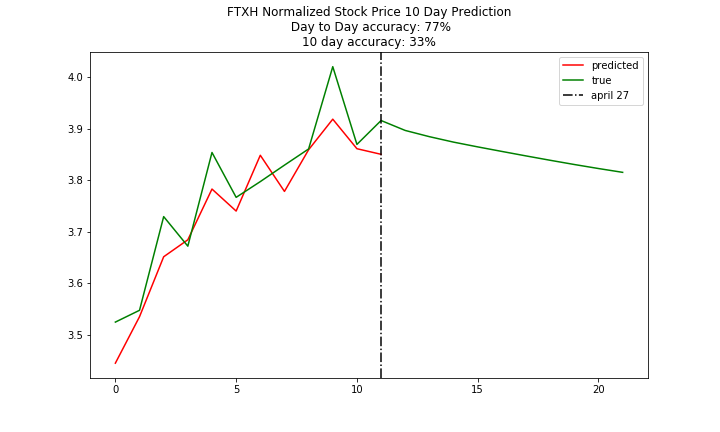 FTXH Normalized Stock Price 10 Day Prediction
Day to Day accuracy: 77%
10 day accuracy: 33%
predicted
true
april 27
4.0
3.9
3.8
3.7
3.6
3.5
0 5 10 15 20